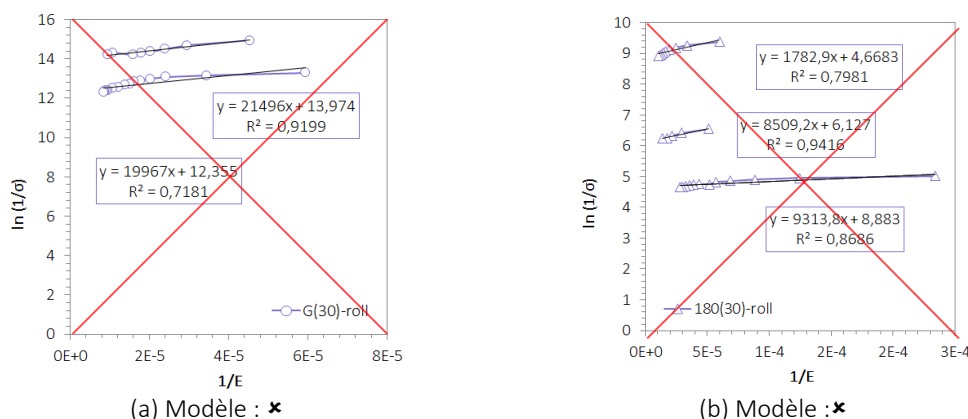 16
14
12
10
8
6
4
2
0
ln (1/σ)
y = 21496x + 13,974
R² = 0,9199
y = 19967x + 12,355
R² = 0,7181
G(30)-roll
0E+0 2E-5 4E-5 6E-5 8E-5
1/E
(a) Modèle : ✘
10
9
8
7
6
5
4
3
2
1
0
ln (1/σ)
y = 1782,9x + 4,6683
R² = 0,7981
y = 8509,2x + 6,127
R² = 0,9416
y = 9313,8x + 8,883
R² = 0,8686
180(30)-roll
0E+0 5E-5 1E-4 2E-4 2E-4 3E-4
1/E
(b) Modèle :✘